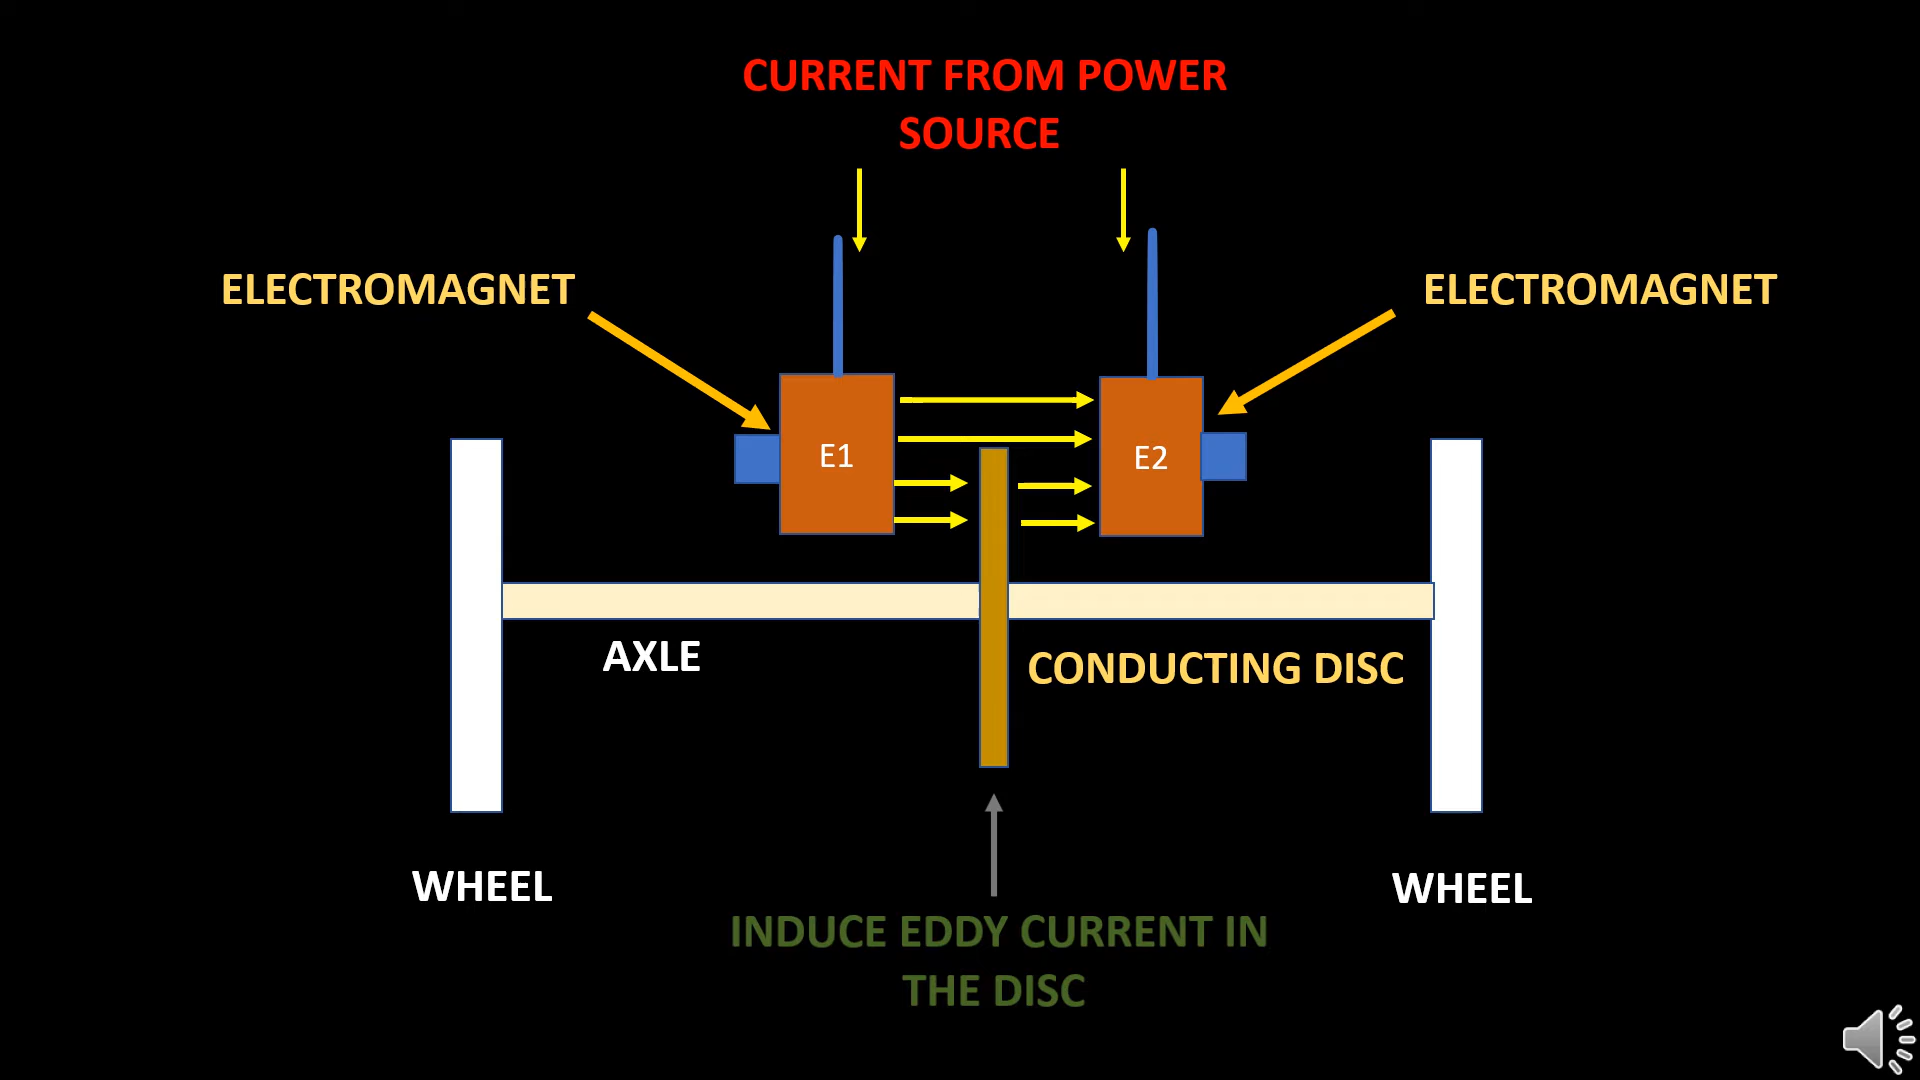 CURRENT FROM POWER
SOURCE
ELECTROMAGNET
ELECTROMAGNET
E1
E2
AXLE
CONDUCTING DISC
WHEEL
WHEEL
INDUCE EDDY CURRENT IN
THE DISC